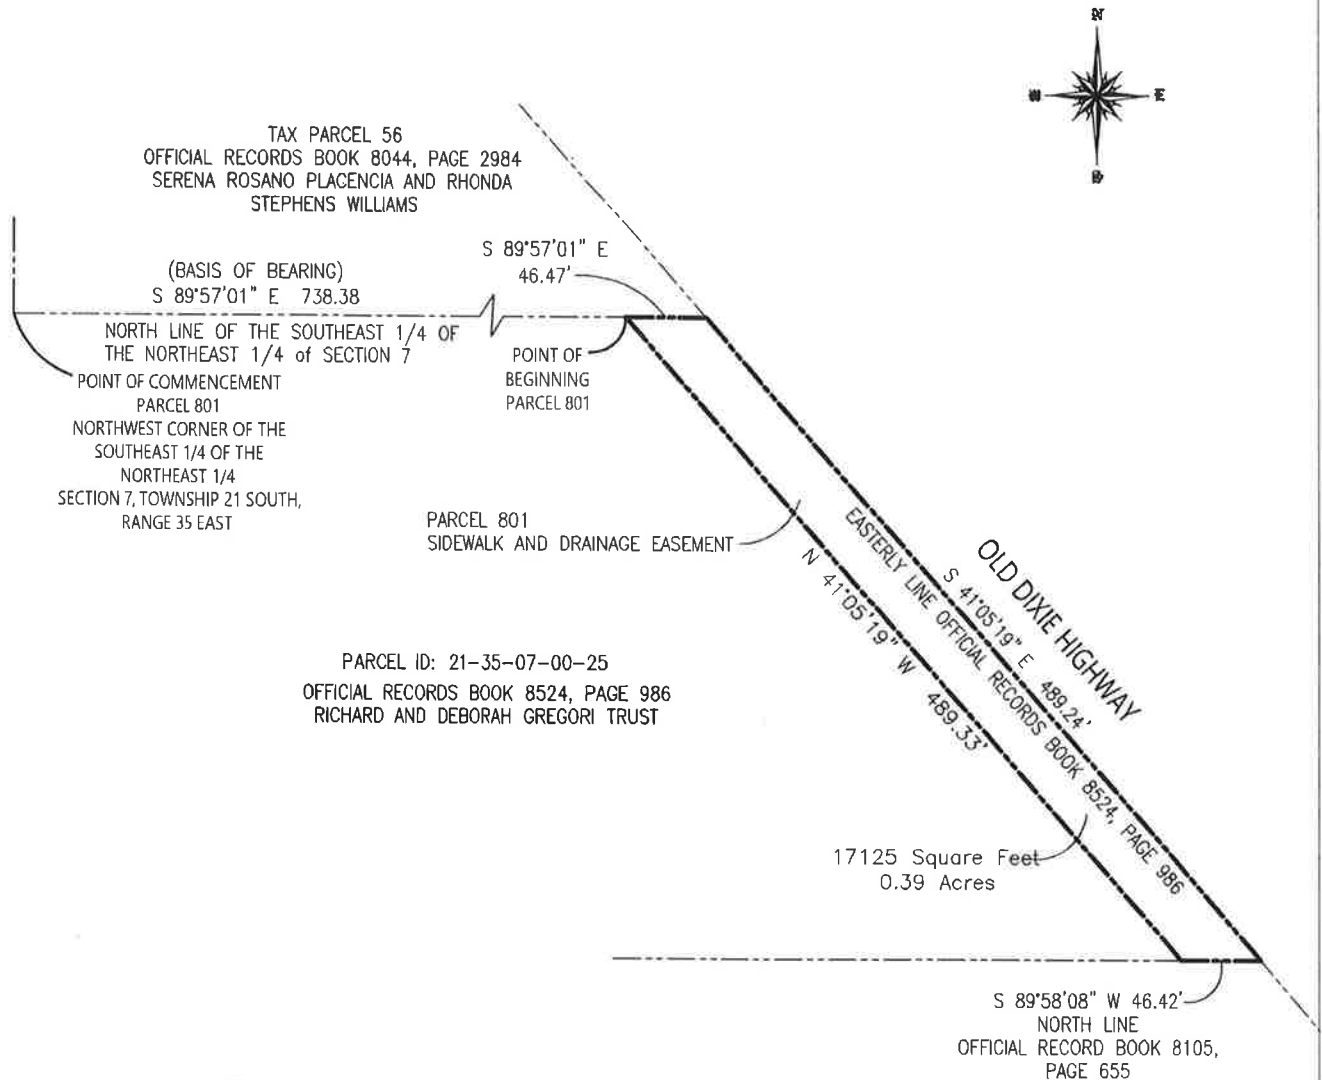 N
W E
S
TAX PARCEL 56
OFFICIAL RECORDS BOOK 8044, PAGE 2984
SERENA ROSANO PLACENCIA AND RHONDA
STEPHENS WILLIAMS
S 89°57'01" E
46.47'
(BASIS OF BEARING)
S 89°57'01" E 738.38
NORTH LINE OF THE SOUTHEAST 1/4 OF
THE NORTHEAST 1/4 of SECTION 7
POINT OF COMMENCEMENT
PARCEL 801
NORTHWEST CORNER OF THE
SOUTHEAST 1/4 OF THE
NORTHEAST 1/4
SECTION 7, TOWNSHIP 21 SOUTH,
RANGE 35 EAST
POINT OF
BEGINNING
PARCEL 801
PARCEL 801
SIDEWALK AND DRAINAGE EASEMENT
OLD DIXIE HIGHWAY
S 41°05'19" E 489.24'
EASTERLY LINE OFFICIAL RECORDS BOOK 8524, PAGE 986
N 41°05'19" W 489.33'
PARCEL ID: 21-35-07-00-25
OFFICIAL RECORDS BOOK 8524, PAGE 986
RICHARD AND DEBORAH GREGORI TRUST
17125 Square Feet
0.39 Acres
S 89°58'08" W 46.42'
NORTH LINE
OFFICIAL RECORD BOOK 8105,
PAGE 655